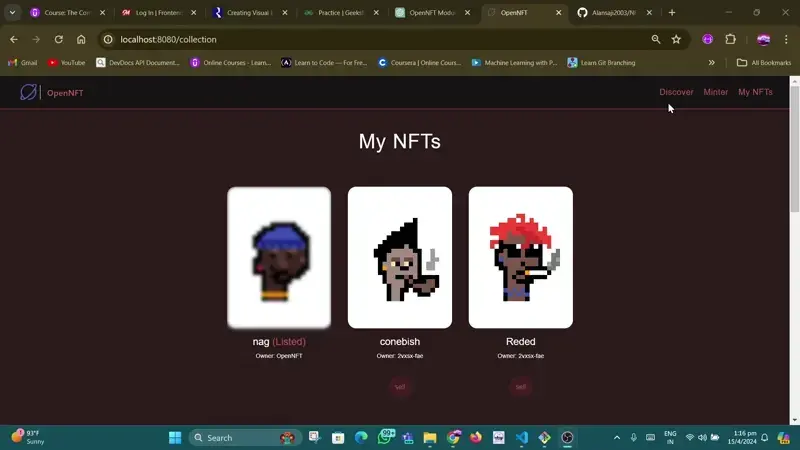 Course: The Com
Log In | Frontend
Creating Visual L
Practice | Geeksf
OpenNFT Modu
OpenNFT
Alamaji2003/NF
localhost:8080/collection
Gmail
YouTube
DevDocs API Document...
Online Courses - Learn...
Learn to Code — For Fre...
Coursera | Online Cours...
Machine Learning with P...
Learn Git Branching
All Bookmarks
OpenNFT
Discover
Minter
My NFTs
My NFTs
nag (Listed)
Owner: OpenNFT
conebish
Owner: 2vxsx-fae
sell
Reded
Owner: 2vxsx-fae
sell
93°F
Sunny
Search
99+
ENG
IN
1:16 pm
15/4/2024